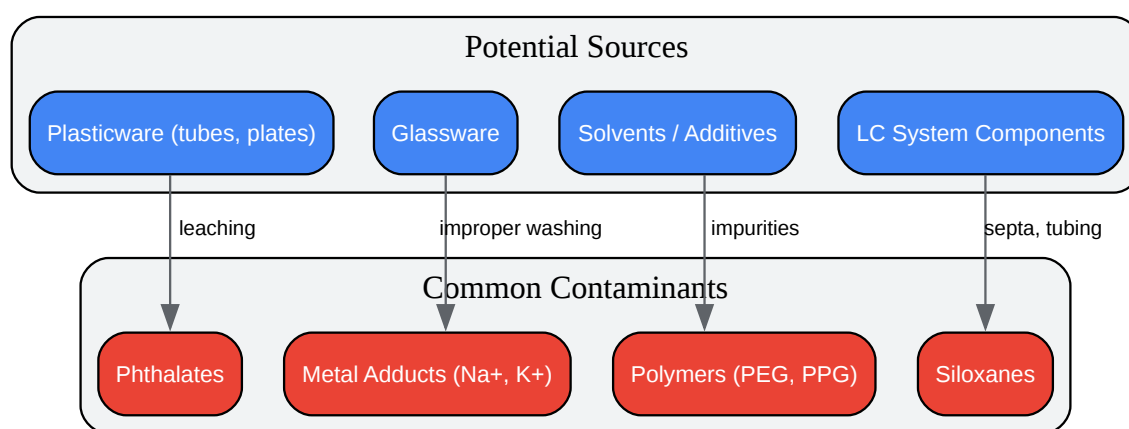 Potential Sources
Plasticware (tubes, plates)
Glassware
Solvents / Additives
LC System Components
leaching
improper washing
impurities
septa, tubing
Common Contaminants
Phthalates
Metal Adducts (Na+, K+)
Polymers (PEG, PPG)
Siloxanes